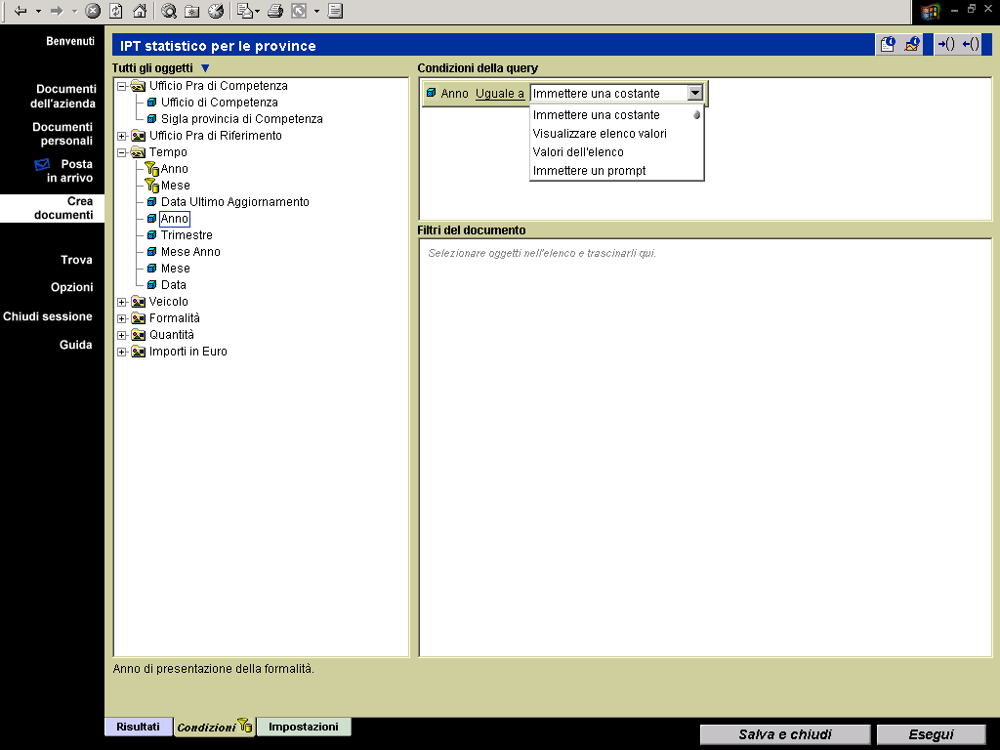 IPT statistico per le province
Benvenuti
Documenti
dell'azienda
Documenti
personali
Posta
in arrivo
Crea
documenti
Trova
Opzioni
Chiudi sessione
Guida
Tutti gli oggetti
Ufficio Pra di Competenza
Ufficio di Competenza
Sigla provincia di Competenza
Ufficio Pra di Riferimento
Tempo
Anno
Mese
Data Ultimo Aggiornamento
Anno
Trimestre
Mese Anno
Mese
Data
Veicolo
Formalità
Quantità
Importi in Euro
Condizioni della query
Anno Uguale a Immettere una costante
Immettere una costante
Visualizzare elenco valori
Valori dell'elenco
Immettere un prompt
Filtri del documento
Selezionare oggetti nell'elenco e trascinarli qui.
Anno di presentazione della formalità.
Risultati Condizioni Impostazioni
Salva e chiudi Esegui